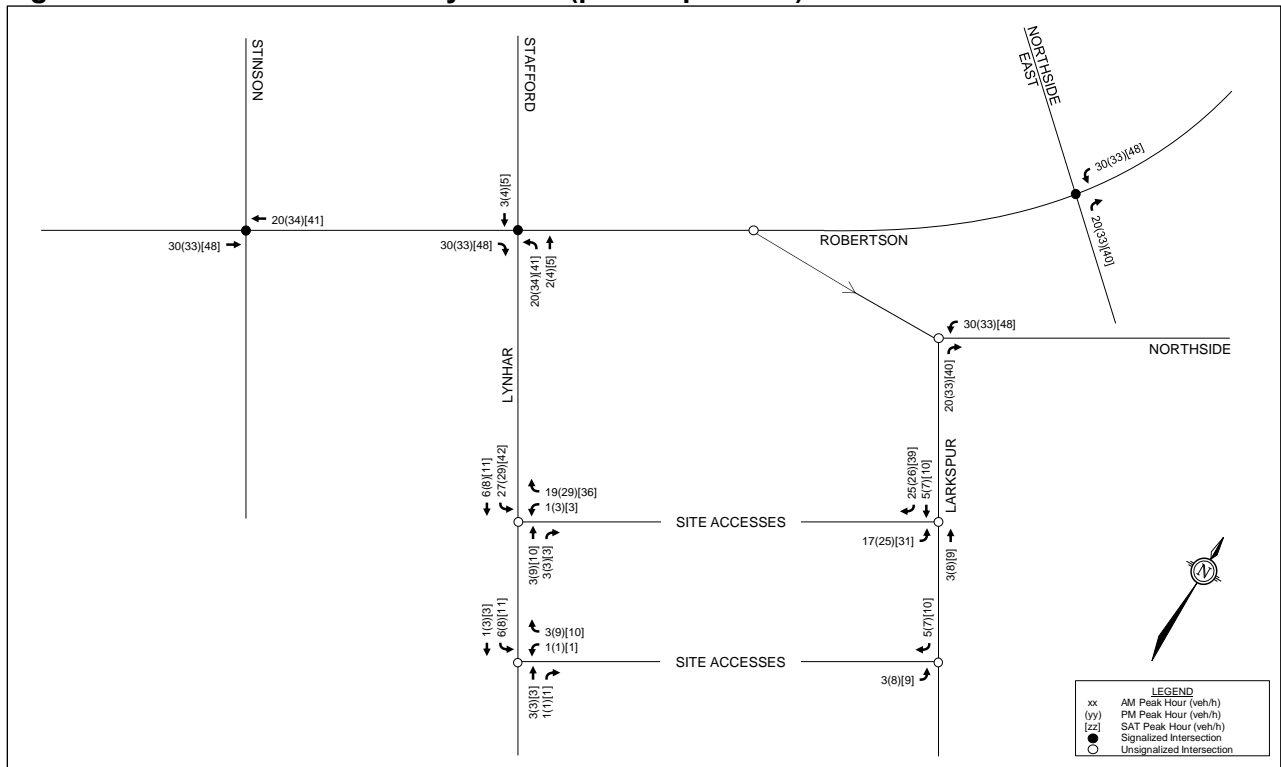 STINSON
STAFFORD
NORTHSIDE
EAST
30(33)[48]
20(33)[40]
3(4)[5]
20(34)[41]
30(33)[48]
30(33)[48]
20(34)[41]
2(4)[5]
ROBERTSON
30(33)[48]
NORTHSIDE
20(33)[40]
LYNHAR
LARKSPUR
6(8)[11]
27(29)[42]
19(29)[36]
1(3)[3]
25(26)[39]
5(7)[10]
SITE ACCESSES
17(25)[31]
3(9)[10]
3(3)[3]
3(8)[9]
1(3)[3]
6(8)[11]
3(9)[10]
1(1)[1]
5(7)[10]
SITE ACCESSES
3(8)[9]
3(3)[3]
1(1)[1]
N
LEGEND
xx AM Peak Hour (veh/h)
(yy) PM Peak Hour (veh/h)
[zz] SAT Peak Hour (veh/h)
Signalized Intersection
Unsignalized Intersection